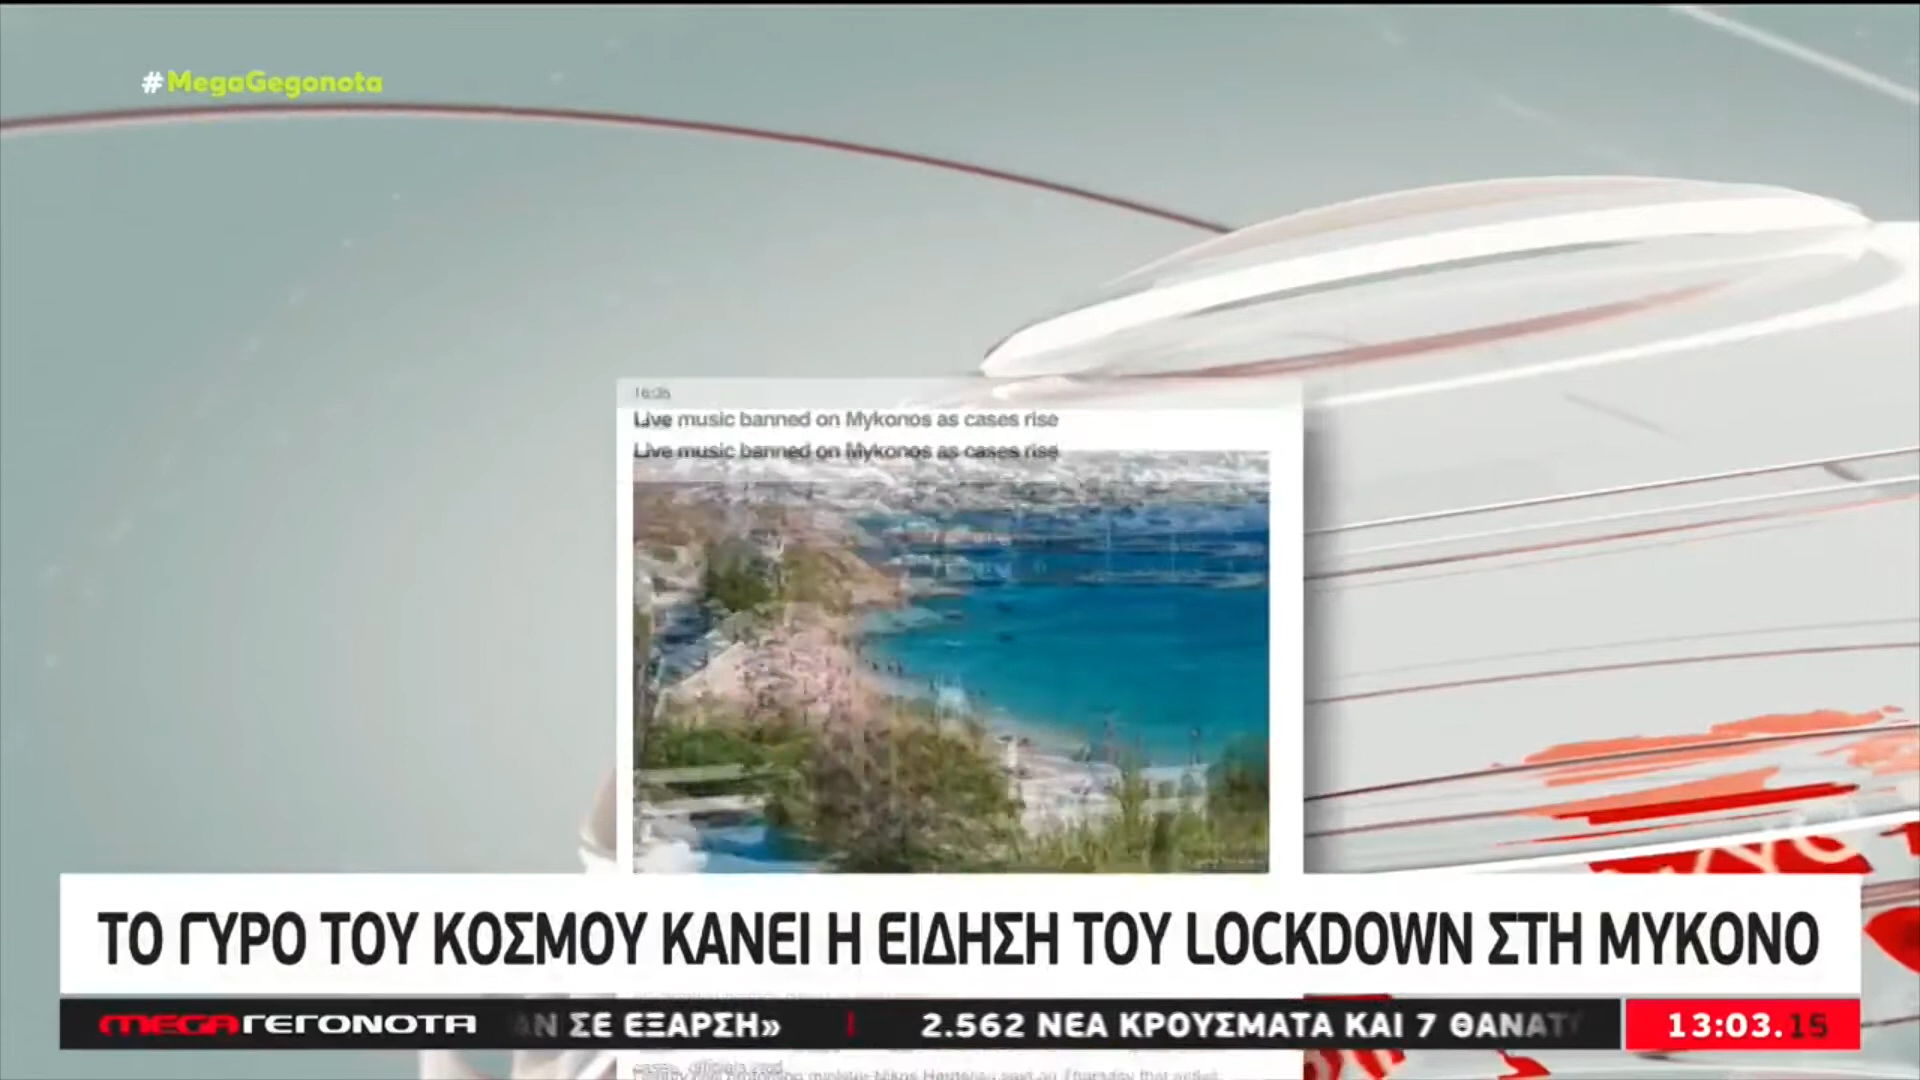 #MegaGegonota
16:35
Live music banned on Mykonos as cases rise
Live music banned on Mykonos as cases rise
ΤΟ ΓΥΡΟ ΤΟΥ ΚΟΣΜΟΥ ΚΑΝΕΙ Η ΕΙΔΗΣΗ ΤΟΥ LOCKDOWN ΣΤΗ ΜΥΚΟΝΟ
MEGA ΓΕΓΟΝΟΤΑ ΑΝ ΣΕ ΕΞΑΡΣΗ» 2.562 ΝΕΑ ΚΡΟΥΣΜΑΤΑ ΚΑΙ 7 ΘΑΝΑΤ 13:03.15